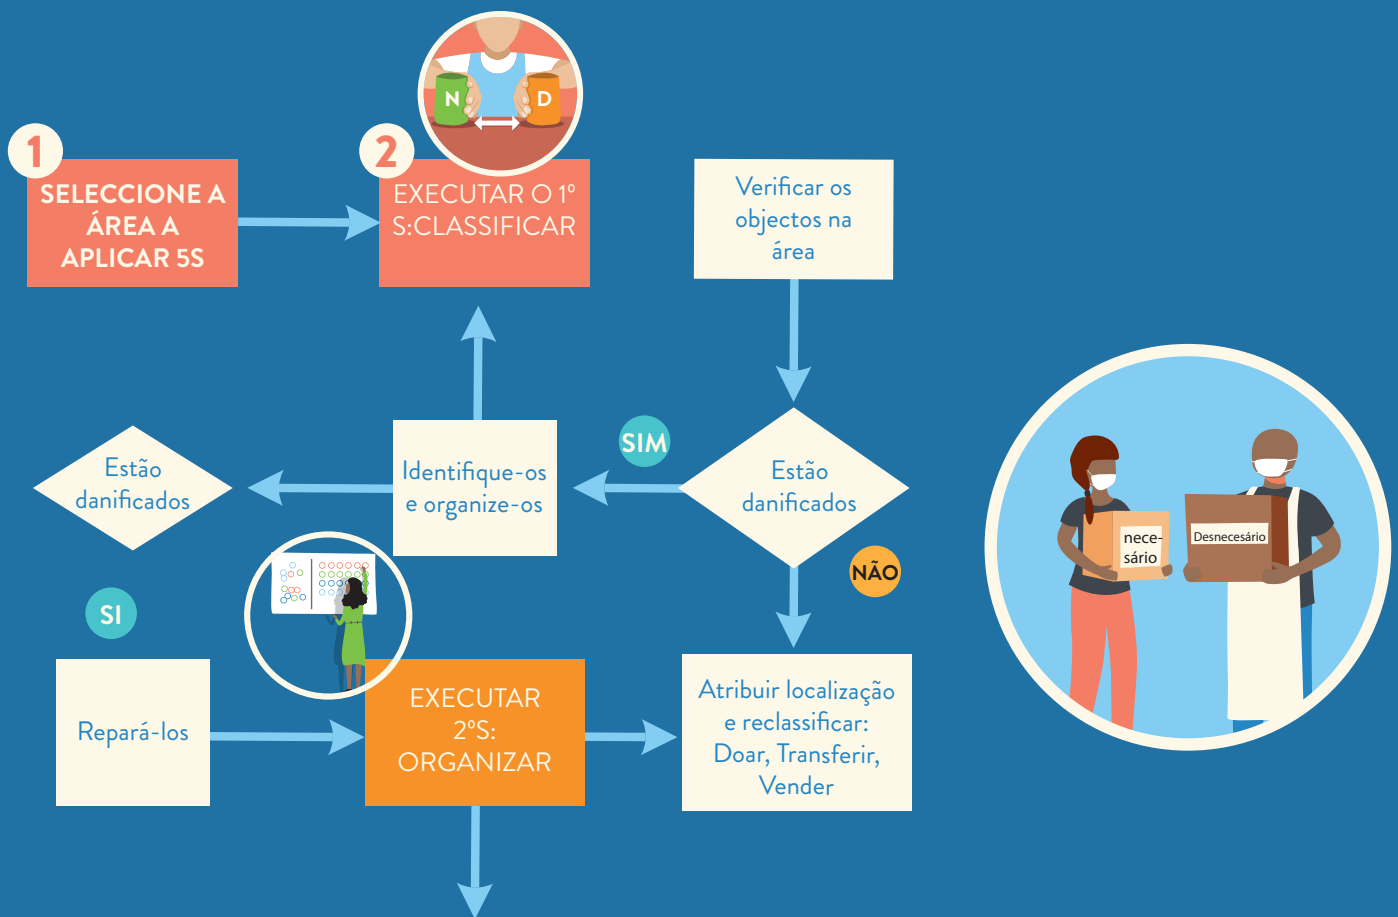 N
D
1
SELECCIONE A
ÁREA A
APLICAR 5S
2
EXECUTAR O 1º
S:CLASSIFICAR
Verificar os
objectos na
área
Estão
danificados
Identifique-os
e organize-os
SIM
Estão
danificados
NÃO
nece-
sário
Desnecesário
SI
Repará-los
EXECUTAR
2ºS:
ORGANIZAR
Atribuir localização
e reclassificar:
Doar, Transferir,
Vender